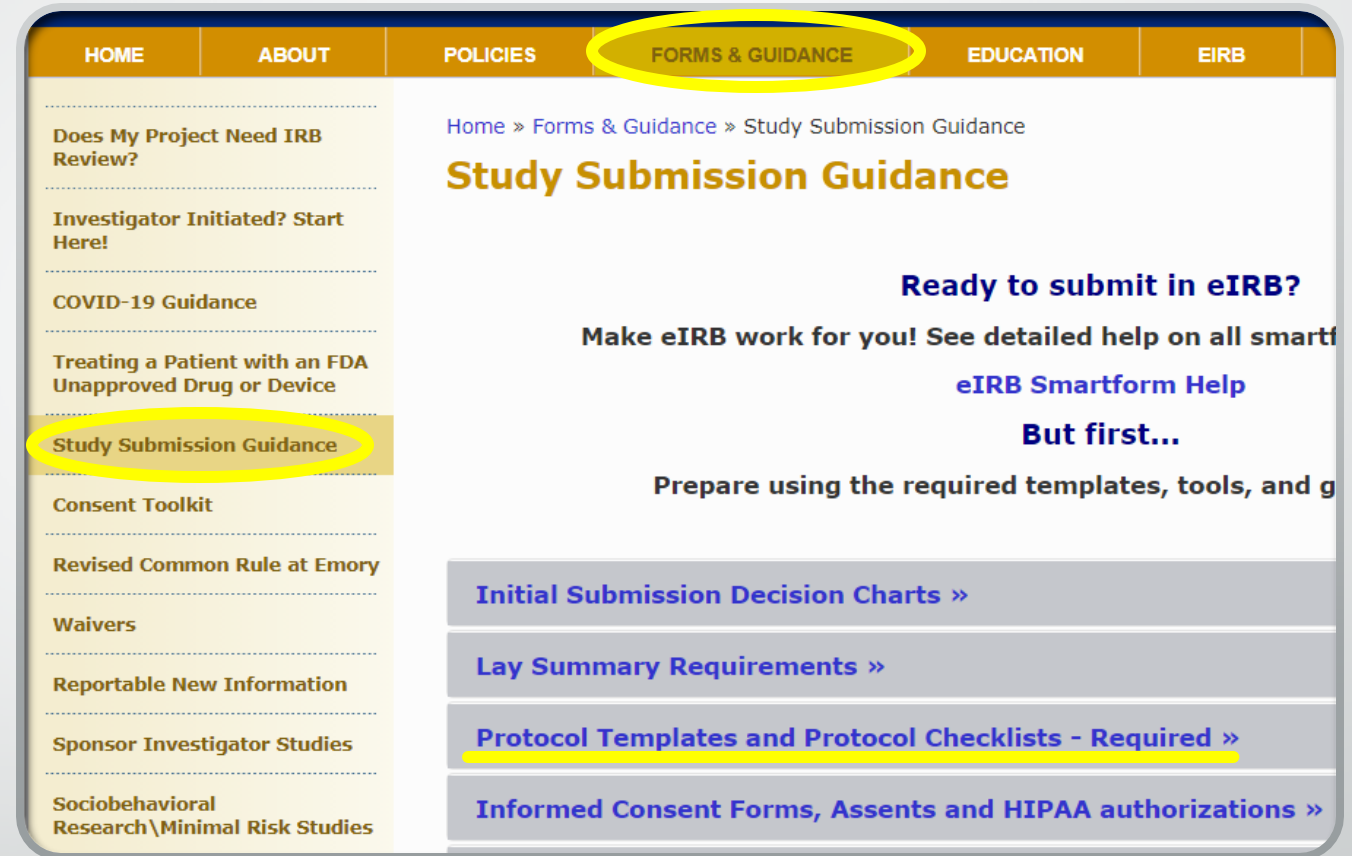 HOME ABOUT POLICIES FORMS & GUIDANCE EDUCATION EIRB
Does My Project Need IRB
Review?
Investigator Initiated? Start
Here!
COVID-19 Guidance
Treating a Patient with an FDA
Unapproved Drug or Device
Study Submission Guidance
Consent Toolkit
Revised Common Rule at Emory
Waivers
Reportable New Information
Sponsor Investigator Studies
Sociobehavioral
Research\Minimal Risk Studies
Home » Forms & Guidance » Study Submission Guidance
Study Submission Guidance
Ready to submit in eIRB?
Make eIRB work for you! See detailed help on all smartf
eIRB Smartform Help
But first...
Prepare using the required templates, tools, and g
Initial Submission Decision Charts »
Lay Summary Requirements »
Protocol Templates and Protocol Checklists - Required »
Informed Consent Forms, Assents and HIPAA authorizations »